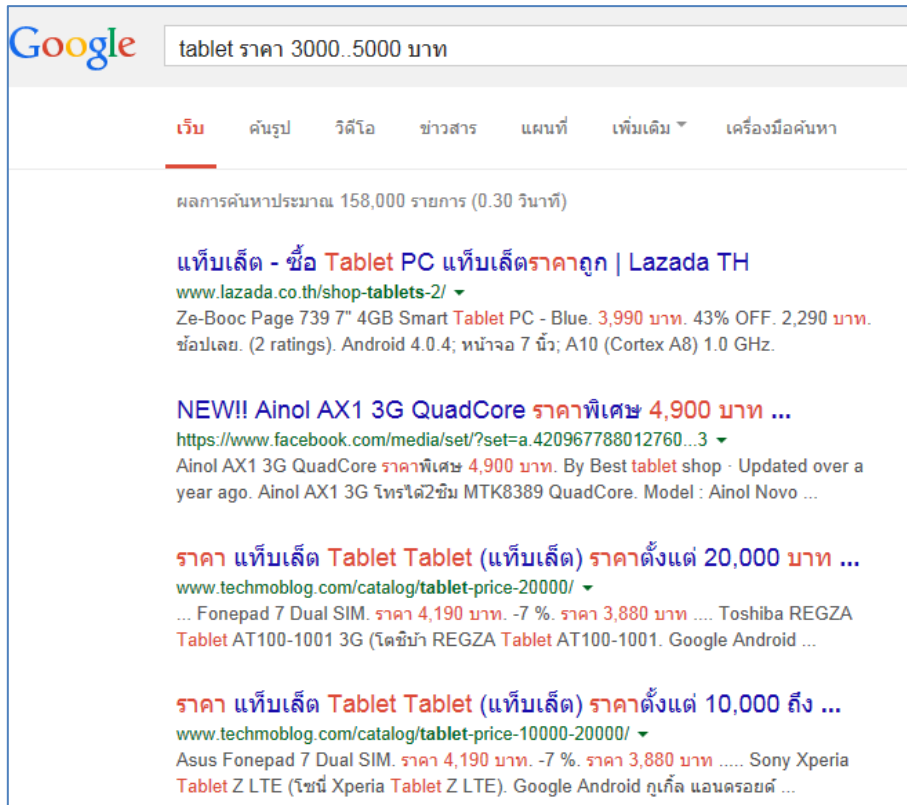 Google
tablet ราคา 3000..5000 บาท
เว็บ ค้นรูป วิดีโอ ข่าวสาร แผนที่ เพิ่มเติม เครื่องมือค้นหา
ผลการค้นหาประมาณ 158,000 รายการ (0.30 วินาที)
แท็บเล็ต - ซื้อ Tablet PC แท็บเล็ตราคาถูก | Lazada TH
www.lazada.co.th/shop-tablets-2/
Ze-Booc Page 739 7" 4GB Smart Tablet PC - Blue. 3,990 บาท. 43% OFF. 2,290 บาท.
ช้อปเลย. (2 ratings). Android 4.0.4; หน้าจอ 7 นิ้ว; A10 (Cortex A8) 1.0 GHz.
NEW!! Ainol AX1 3G QuadCore ราคาพิเศษ 4,900 บาท ...
https://www.facebook.com/media/set/?set=a.420967788012760...3
Ainol AX1 3G QuadCore ราคาพิเศษ 4,900 บาท. By Best tablet shop · Updated over a
year ago. Ainol AX1 3G โทรได้2ซิม MTK8389 QuadCore. Model : Ainol Novo ...
ราคา แท็บเล็ต Tablet Tablet (แท็บเล็ต) ราคาตั้งแต่ 20,000 บาท ...
www.techmoblog.com/catalog/tablet-price-20000/
... Fonepad 7 Dual SIM. ราคา 4,190 บาท. -7 %. ราคา 3,880 บาท .... Toshiba REGZA
Tablet AT100-1001 3G (โตชิบ้า REGZA Tablet AT100-1001. Google Android ...
ราคา แท็บเล็ต Tablet Tablet (แท็บเล็ต) ราคาตั้งแต่ 10,000 ถึง ...
www.techmoblog.com/catalog/tablet-price-10000-20000/
Asus Fonepad 7 Dual SIM. ราคา 4,190 บาท. -7 %. ราคา 3,880 บาท ..... Sony Xperia
Tablet Z LTE (โซนี่ Xperia Tablet Z LTE). Google Android กูเกิ้ล แอนดรอยด์ ...